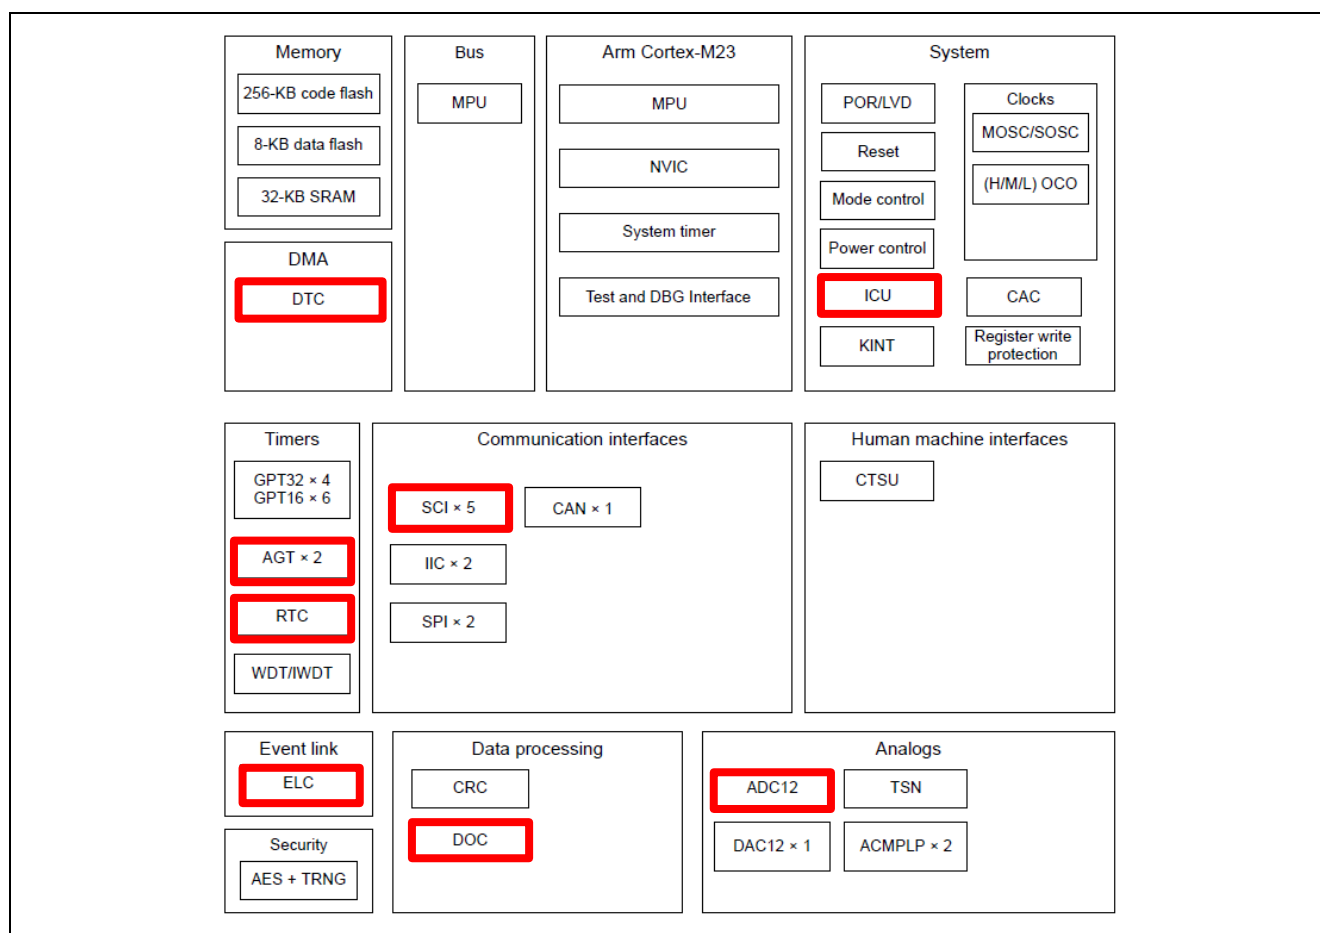 Memory
256-KB code flash
8-KB data flash
32-KB SRAM
DMA
DTC
Bus
MPU
Arm Cortex-M23
MPU
NVIC
System timer
Test and DBG Interface
System
POR/LVD
Reset
Mode control
Power control
ICU
KINT
Clocks
MOSC/SOSC
(H/M/L) OCO
CAC
Register write
protection
Timers
GPT32 × 4
GPT16 × 6
AGT × 2
RTC
WDT/IWDT
Communication interfaces
SCI × 5
CAN × 1
IIC × 2
SPI × 2
Human machine interfaces
CTSU
Event link
ELC
Security
AES + TRNG
Data processing
CRC
DOC
Analogs
ADC12
TSN
DAC12 × 1
ACMPLP × 2